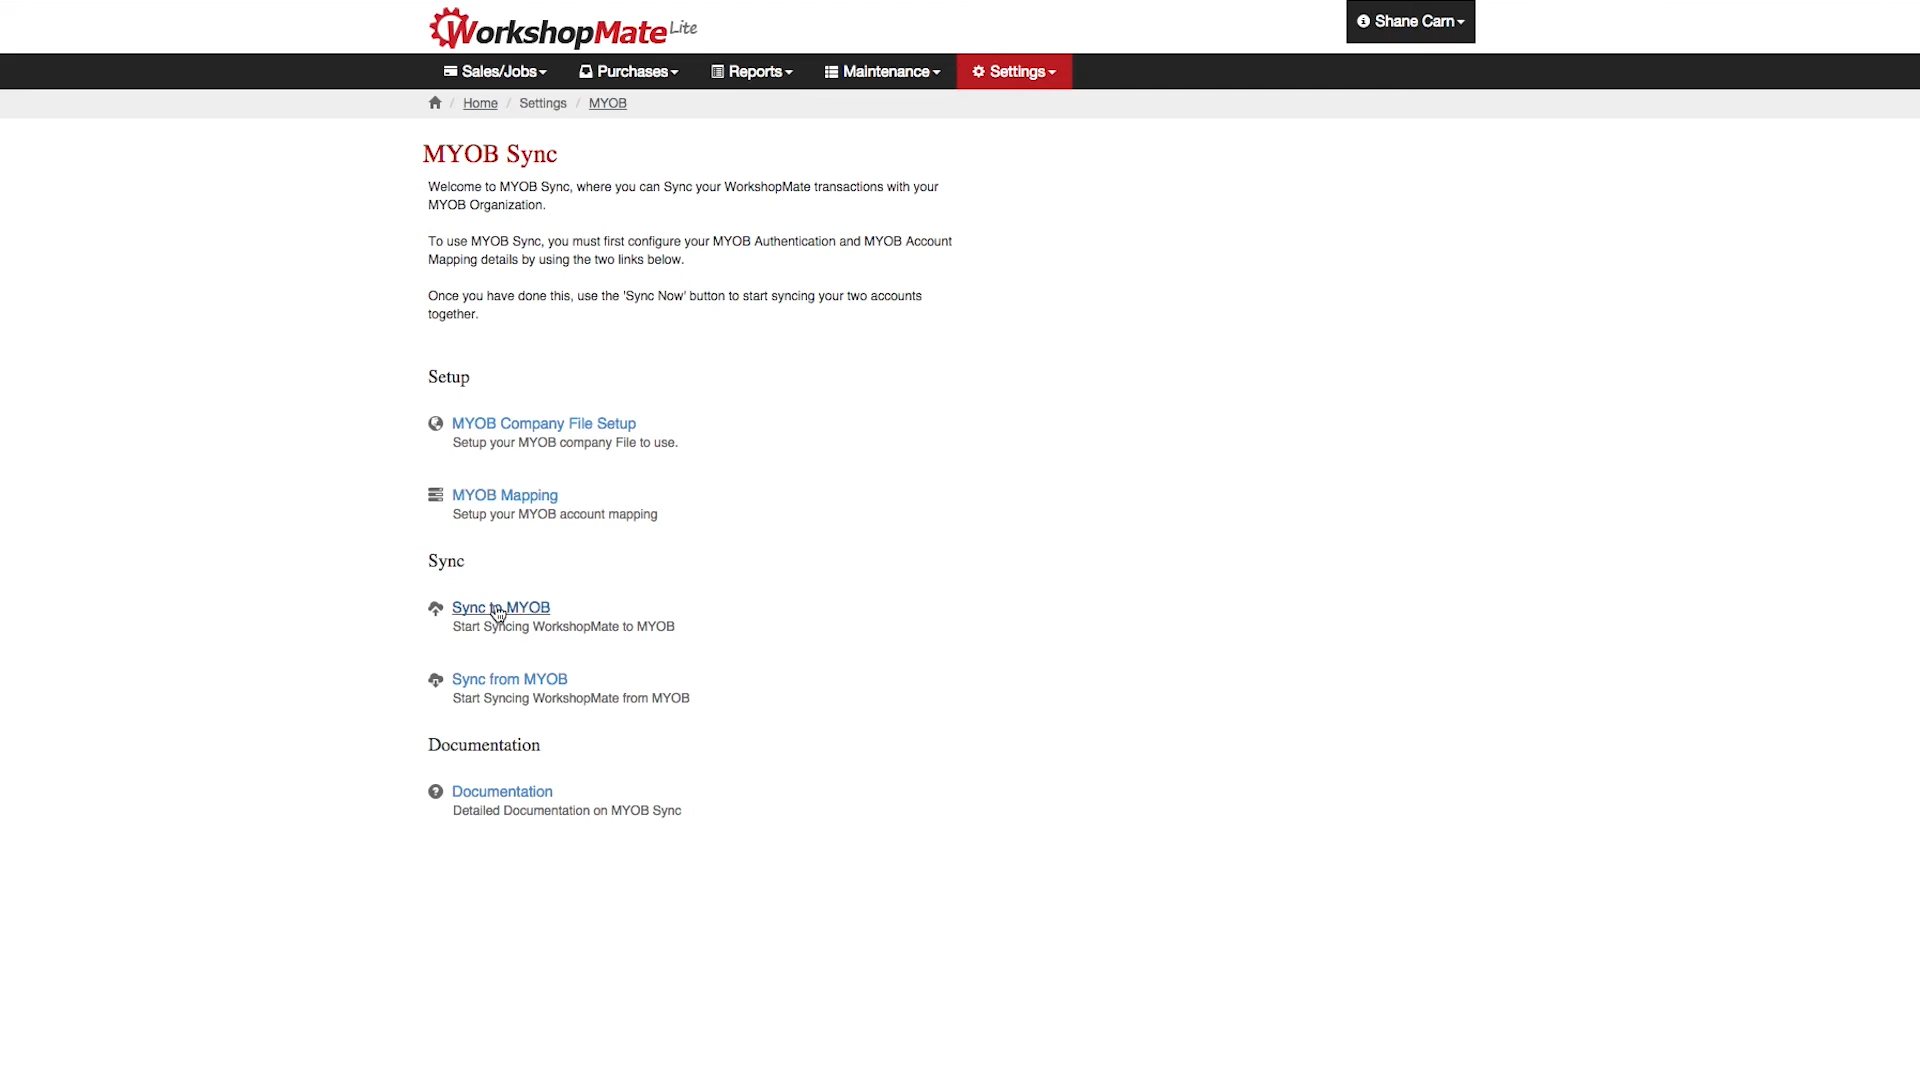 WorkshopMate Lite
Shane Carn
Sales/Jobs Purchases Reports Maintenance Settings
/ Home / Settings / MYOB
MYOB Sync
Welcome to MYOB Sync, where you can Sync your WorkshopMate transactions with your
MYOB Organization.
To use MYOB Sync, you must first configure your MYOB Authentication and MYOB Account
Mapping details by using the two links below.
Once you have done this, use the 'Sync Now' button to start syncing your two accounts
together.
Setup
MYOB Company File Setup
Setup your MYOB company File to use.
MYOB Mapping
Setup your MYOB account mapping
Sync
Sync to MYOB
Start Syncing WorkshopMate to MYOB
Sync from MYOB
Start Syncing WorkshopMate from MYOB
Documentation
Documentation
Detailed Documentation on MYOB Sync